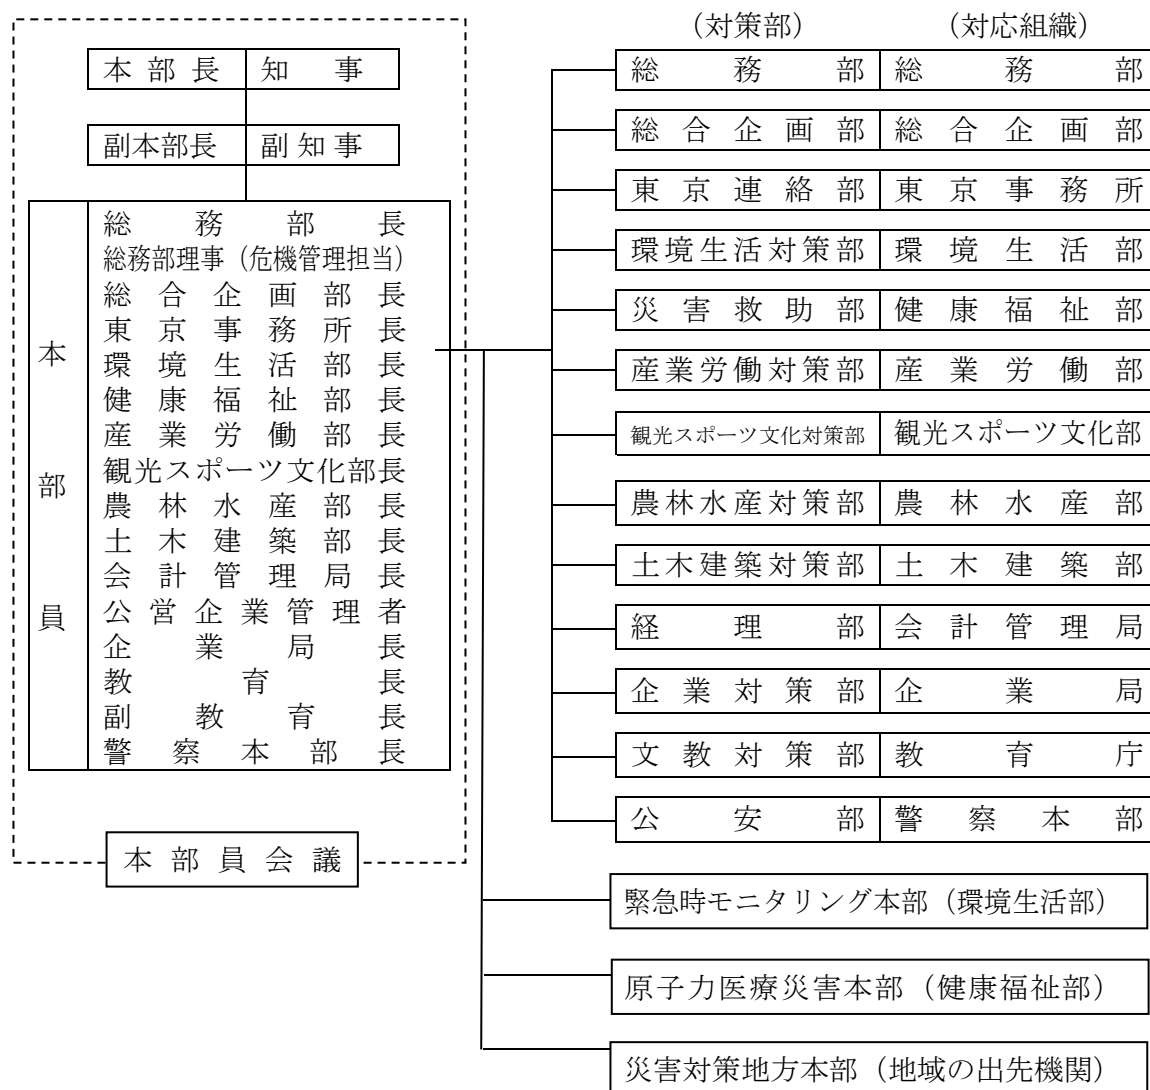 本部長 知事
副本部長 副知事
本部員
総務部長
総務部理事（危機管理担当）
総合企画部長
東京事務所長
環境生活部長
健康福祉部長
産業労働部長
観光スポーツ文化部長
農林水産部長
土木建築部長
会計管理局長
公営企業管理者
企業局長
教育長
副教育長
警察本部長
本部員会議
（対策部） （対応組織）
総務部 総務部
総合企画部 総合企画部
東京連絡部 東京事務所
環境生活対策部 環境生活部
災害救助部 健康福祉部
産業労働対策部 産業労働部
観光スポーツ文化対策部 観光スポーツ文化部
農林水産対策部 農林水産部
土木建築対策部 土木建築部
経理部 会計管理局
企業対策部 企業局
文教対策部 教育庁
公安部 警察本部
緊急時モニタリング本部（環境生活部）
原子力医療災害本部（健康福祉部）
災害対策地方本部（地域の出先機関）